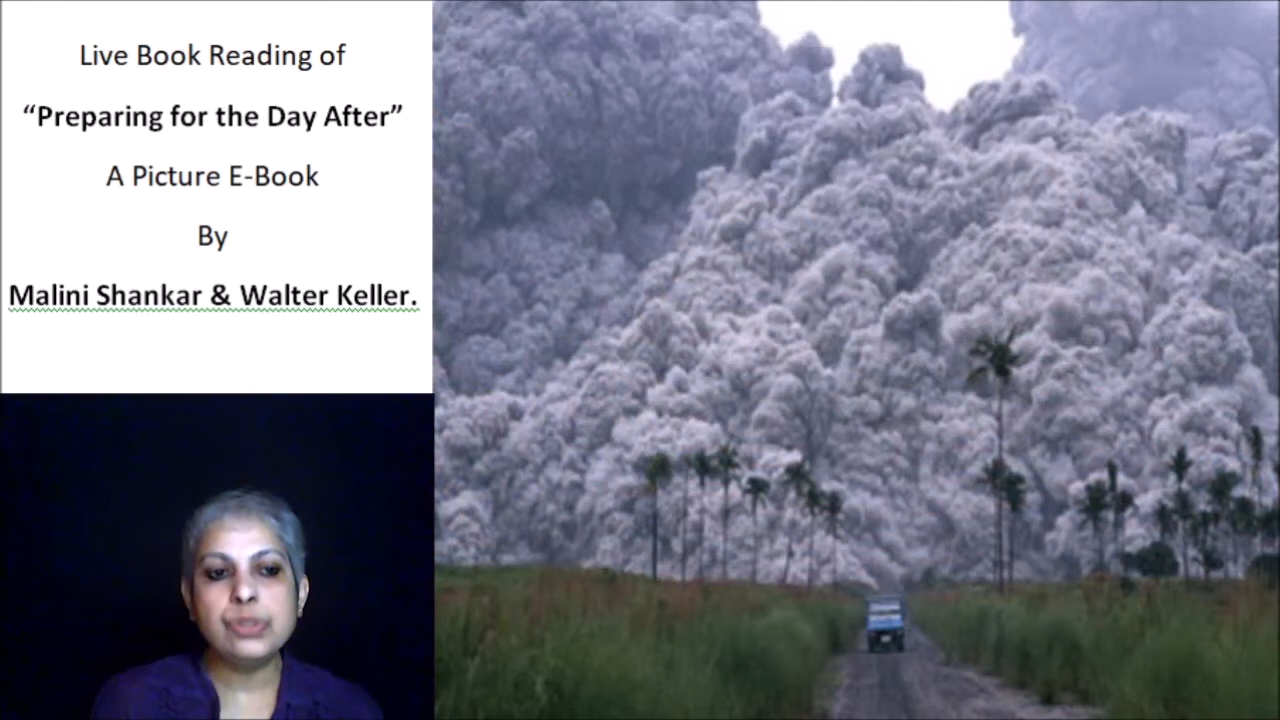 Live Book Reading of
“Preparing for the Day After”
A Picture E-Book
By
Malini Shankar & Walter Keller.